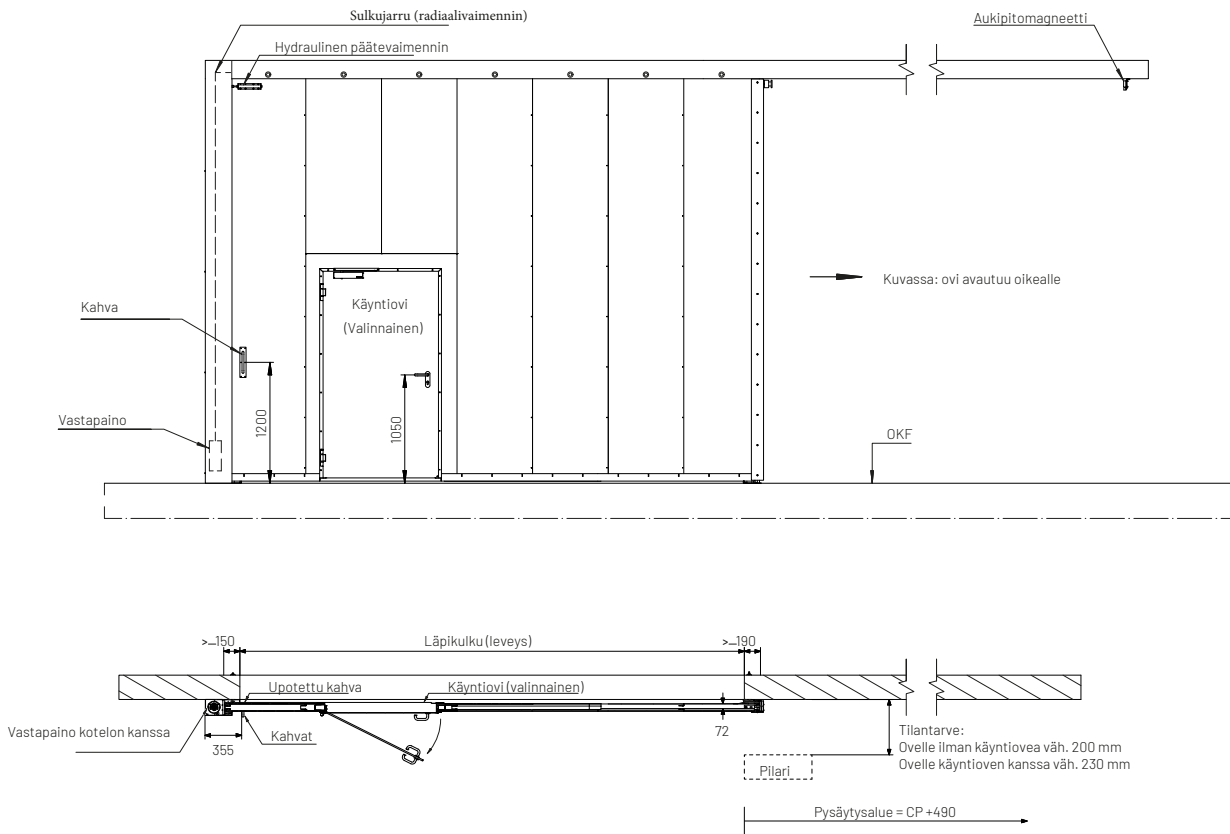 Sulkujarru (radiaalivaimennin)
Aukipitomagneetti
Hydraulinen päätevaimennin
Kuvassa: ovi avautuu oikealle
Käyntiovi
(Valinnainen)
Kahva
Vastapaino
1200
1050
OKF
>_150
Läpikulku (leveys)
>_190
Upotettu kahva
Käyntiovi (valinnainen)
Vastapaino kotelon kanssa
Kahvat
355
72
Tilantarve:
Ovelle ilman käyntiovea väh. 200 mm
Ovelle käyntioven kanssa väh. 230 mm
Pilari
Pysäytysalue = CP +490